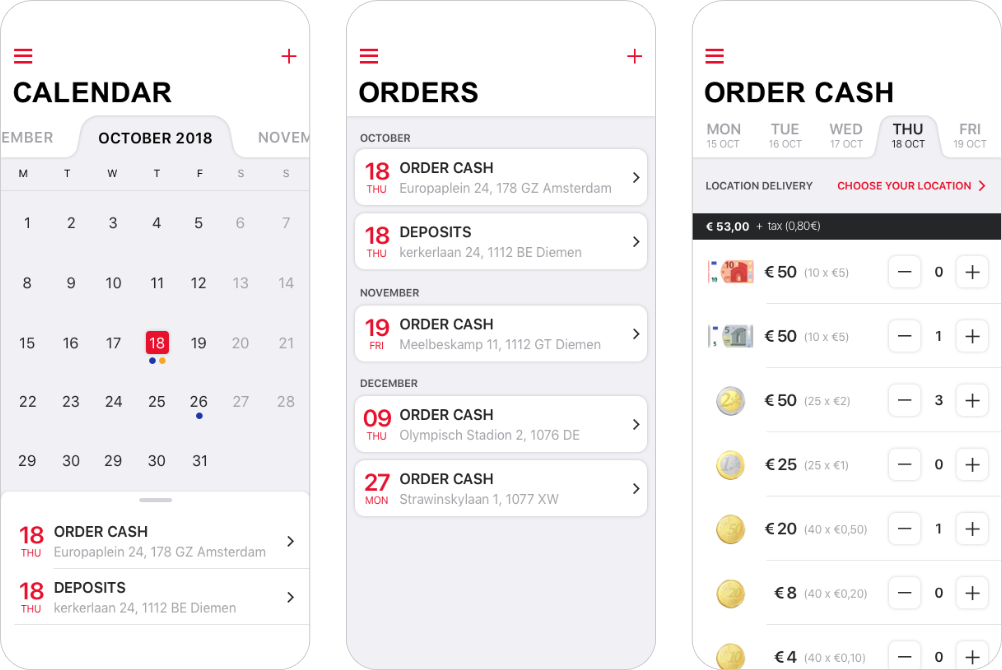 CALENDAR
EMBER OCTOBER 2018 NOVEM
M T W T F S S
1 2 3 4 5 6 7
8 9 10 11 12 13 14
15 16 17 18 19 20 21
22 23 24 25 26 27 28
29 30 29 30 31
18 ORDER CASH
THU Europaplein 24, 178 GZ Amsterdam
18 DEPOSITS
THU kerkerlaan 24, 1112 BE Diemen
ORDERS
OCTOBER
18 ORDER CASH
THU Europaplein 24, 178 GZ Amsterdam
18 DEPOSITS
THU kerkerlaan 24, 1112 BE Diemen
NOVEMBER
19 ORDER CASH
FRI Meelbeskamp 11, 1112 GT Diemen
DECEMBER
09 ORDER CASH
THU Olympisch Stadion 2, 1076 DE
27 ORDER CASH
MON Strawinskylaan 1, 1077 XW
ORDER CASH
MON TUE WED THU FRI
15 OCT 16 OCT 17 OCT 18 OCT 19 OCT
LOCATION DELIVERY CHOOSE YOUR LOCATION
€ 53,00 + tax (0,80€)
€ 50 (10 x €5) — 0 +
€ 50 (10 x €5) — 1 +
€ 50 (25 x €2) — 3 +
€ 25 (25 x €1) — 0 +
€ 20 (40 x €0,50) — 1 +
€ 8 (40 x €0,20) — 0 +
€ 4 (40 x €0,10) — 0 +